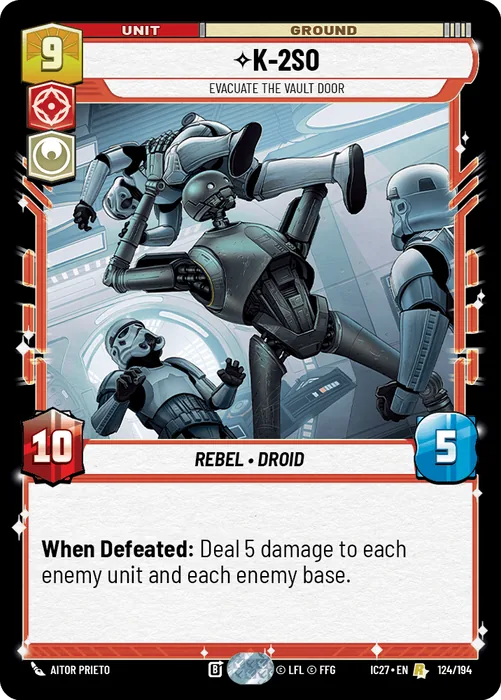 UNIT GROUND
9
✧K-2SO
EVACUATE THE VAULT DOOR
10
5
REBEL • DROID
When Defeated: Deal 5 damage to each
enemy unit and each enemy base.
AITOR PRIETO B © LFL © FFG IC27 • EN R 124/194